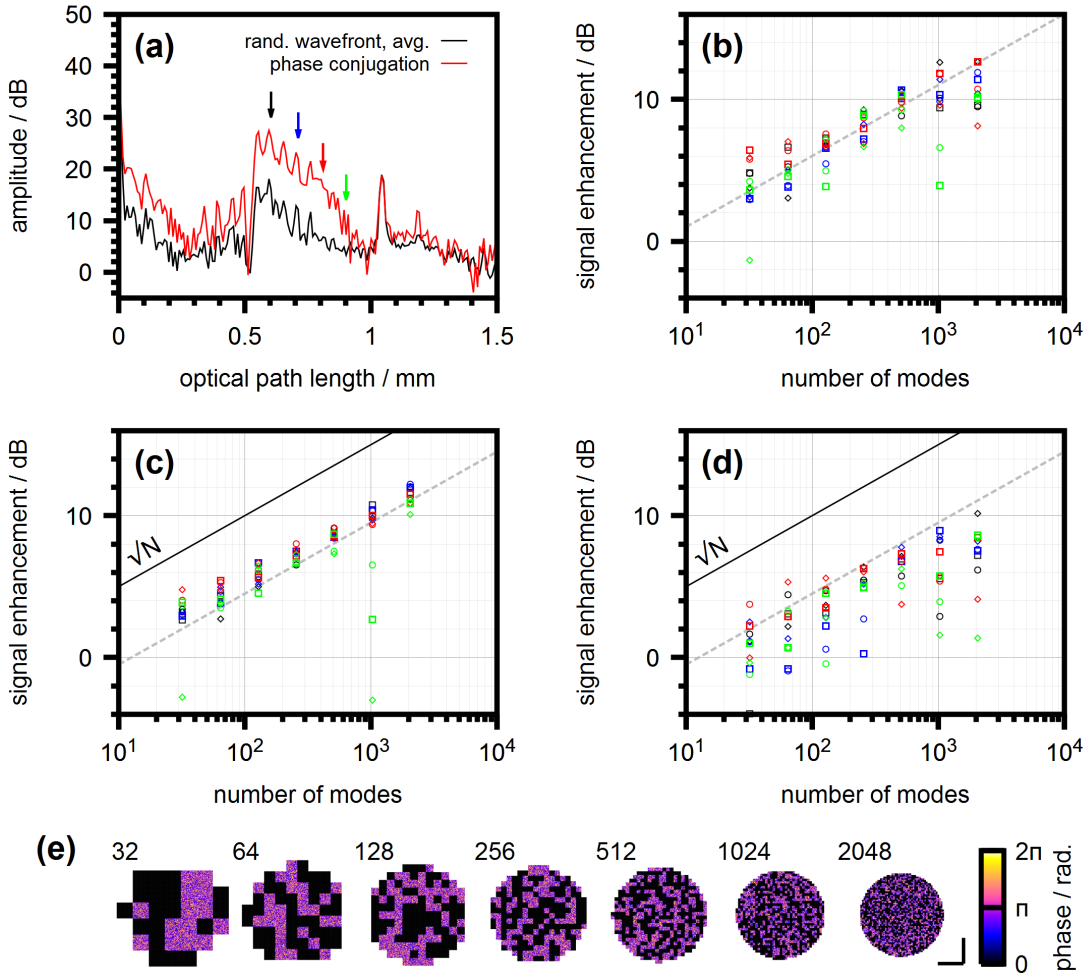 (a)
rand. wavefront, avg.
phase conjugation
amplitude / dB
50
40
30
20
10
0
0
0.5
1
1.5
optical path length / mm
(b)
signal enhancement / dB
10
0
10¹
10²
10³
10⁴
number of modes
(c)
√N
signal enhancement / dB
10
0
10¹
10²
10³
10⁴
number of modes
(d)
√N
signal enhancement / dB
10
0
10¹
10²
10³
10⁴
number of modes
(e)
32
64
128
256
512
1024
2048
2π
π
0
phase / rad.